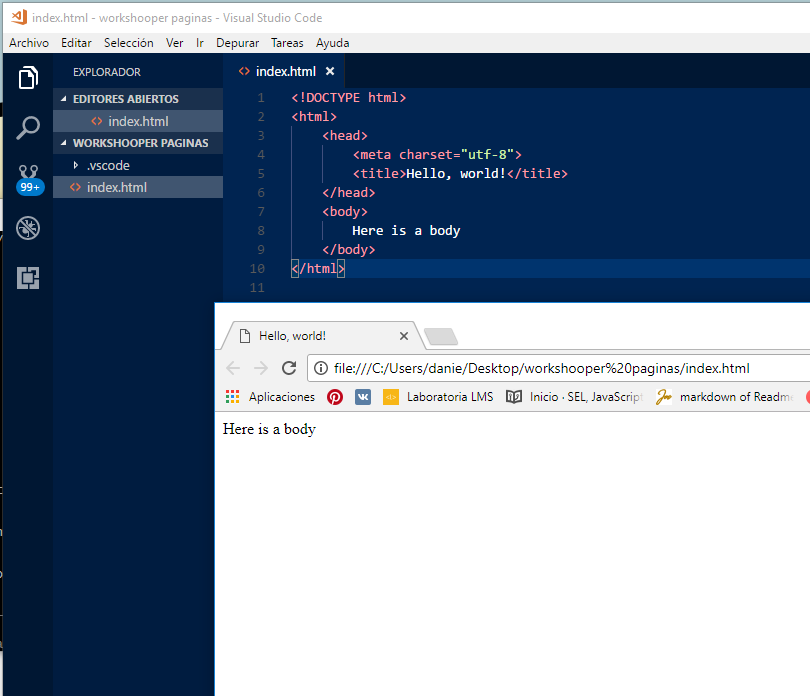 index.html - workshooper paginas - Visual Studio Code
Archivo Editar Selección Ver Ir Depurar Tareas Ayuda
EXPLORADOR
EDITORES ABIERTOS
index.html
WORKSHOOPER PAGINAS
.vscode
index.html
99+
index.html
1 <!DOCTYPE html>
2 <html>
3 <head>
4 <meta charset="utf-8">
5 <title>Hello, world!</title>
6 </head>
7 <body>
8 Here is a body
9 </body>
10 </html>
11
Hello, world!
file:///C:/Users/danie/Desktop/workshooper%20paginas/index.html
Aplicaciones Laboratoria LMS Inicio · SEL, JavaScript markdown of Readme
Here is a body